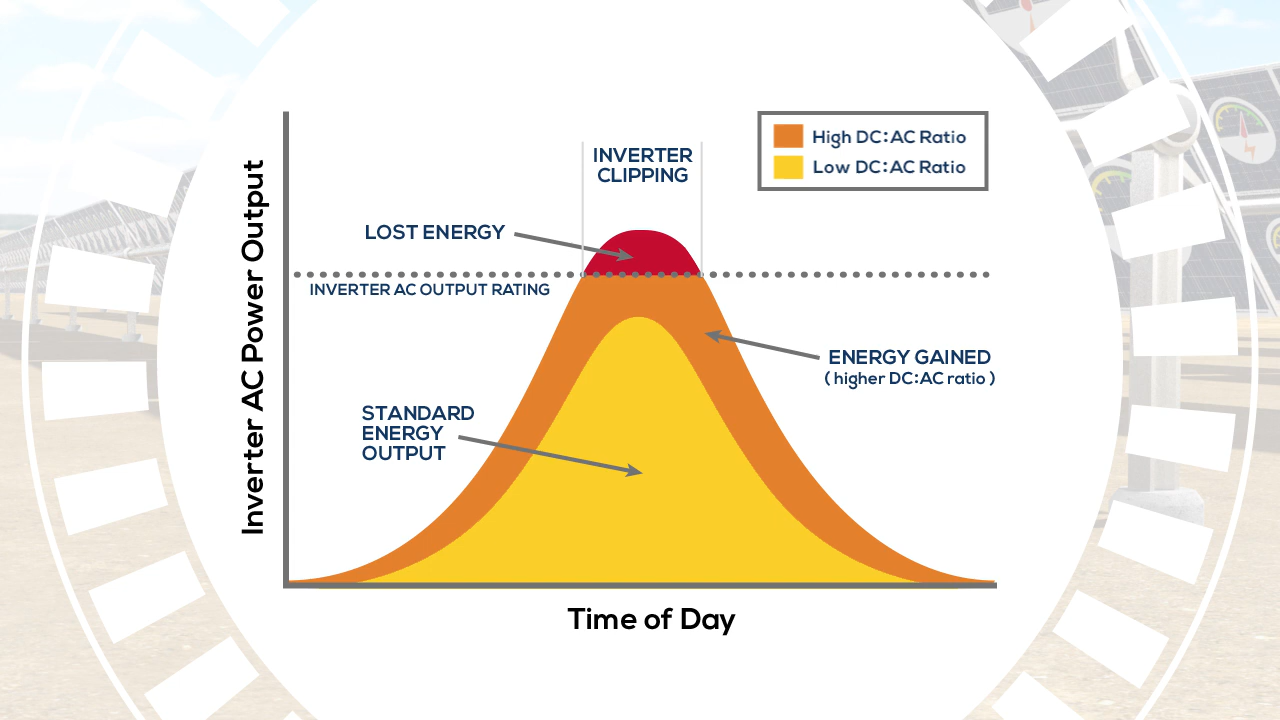 High DC:AC Ratio
Low DC:AC Ratio
INVERTER
CLIPPING
LOST ENERGY
INVERTER AC OUTPUT RATING
ENERGY GAINED
( higher DC:AC ratio )
STANDARD
ENERGY
OUTPUT
Inverter AC Power Output
Time of Day